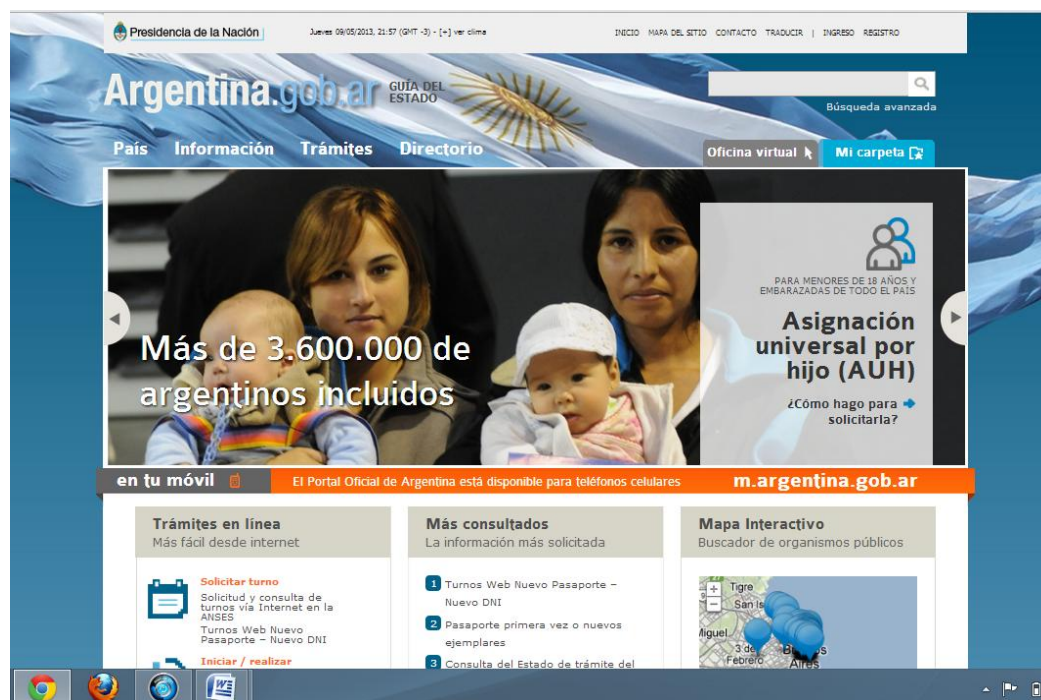 Presidencia de la Nación
Jueves 09/05/2013, 21:57 (GMT -3) - [+] ver clima
INICIO MAPA DEL SITIO CONTACTO TRADUCIR | INGRESO REGISTRO
Argentina.gob.ar GUÍA DEL
ESTADO
Búsqueda avanzada
País Información Trámites Directorio
Oficina virtual
Mi carpeta
Más de 3.600.000 de
argentinos incluidos
PARA MENORES DE 18 AÑOS Y
EMBARAZADAS DE TODO EL PAÍS
Asignación
universal por
hijo (AUH)
¿Cómo hago para
solicitarla?
en tu móvil
El Portal Oficial de Argentina está disponible para teléfonos celulares
m.argentina.gob.ar
Trámites en línea
Más fácil desde internet
Solicitar turno
Solicitud y consulta de
turnos vía Internet en la
ANSES
Turnos Web Nuevo
Pasaporte – Nuevo DNI
Iniciar / realizar
Más consultados
La información más solicitada
1 Turnos Web Nuevo Pasaporte –
Nuevo DNI
2 Pasaporte primera vez o nuevos
ejemplares
3 Consulta del Estado de trámite del
Mapa Interactivo
Buscador de organismos públicos
Tigre
San Is
Miguel
3 de
Febrero
Aires